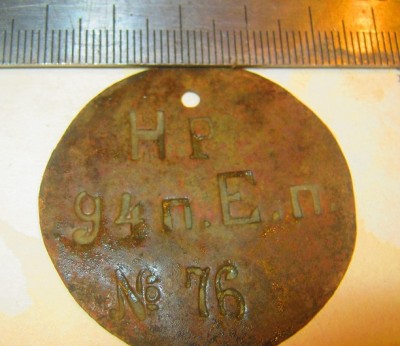 НР
94 п. Е. п.
№ 76